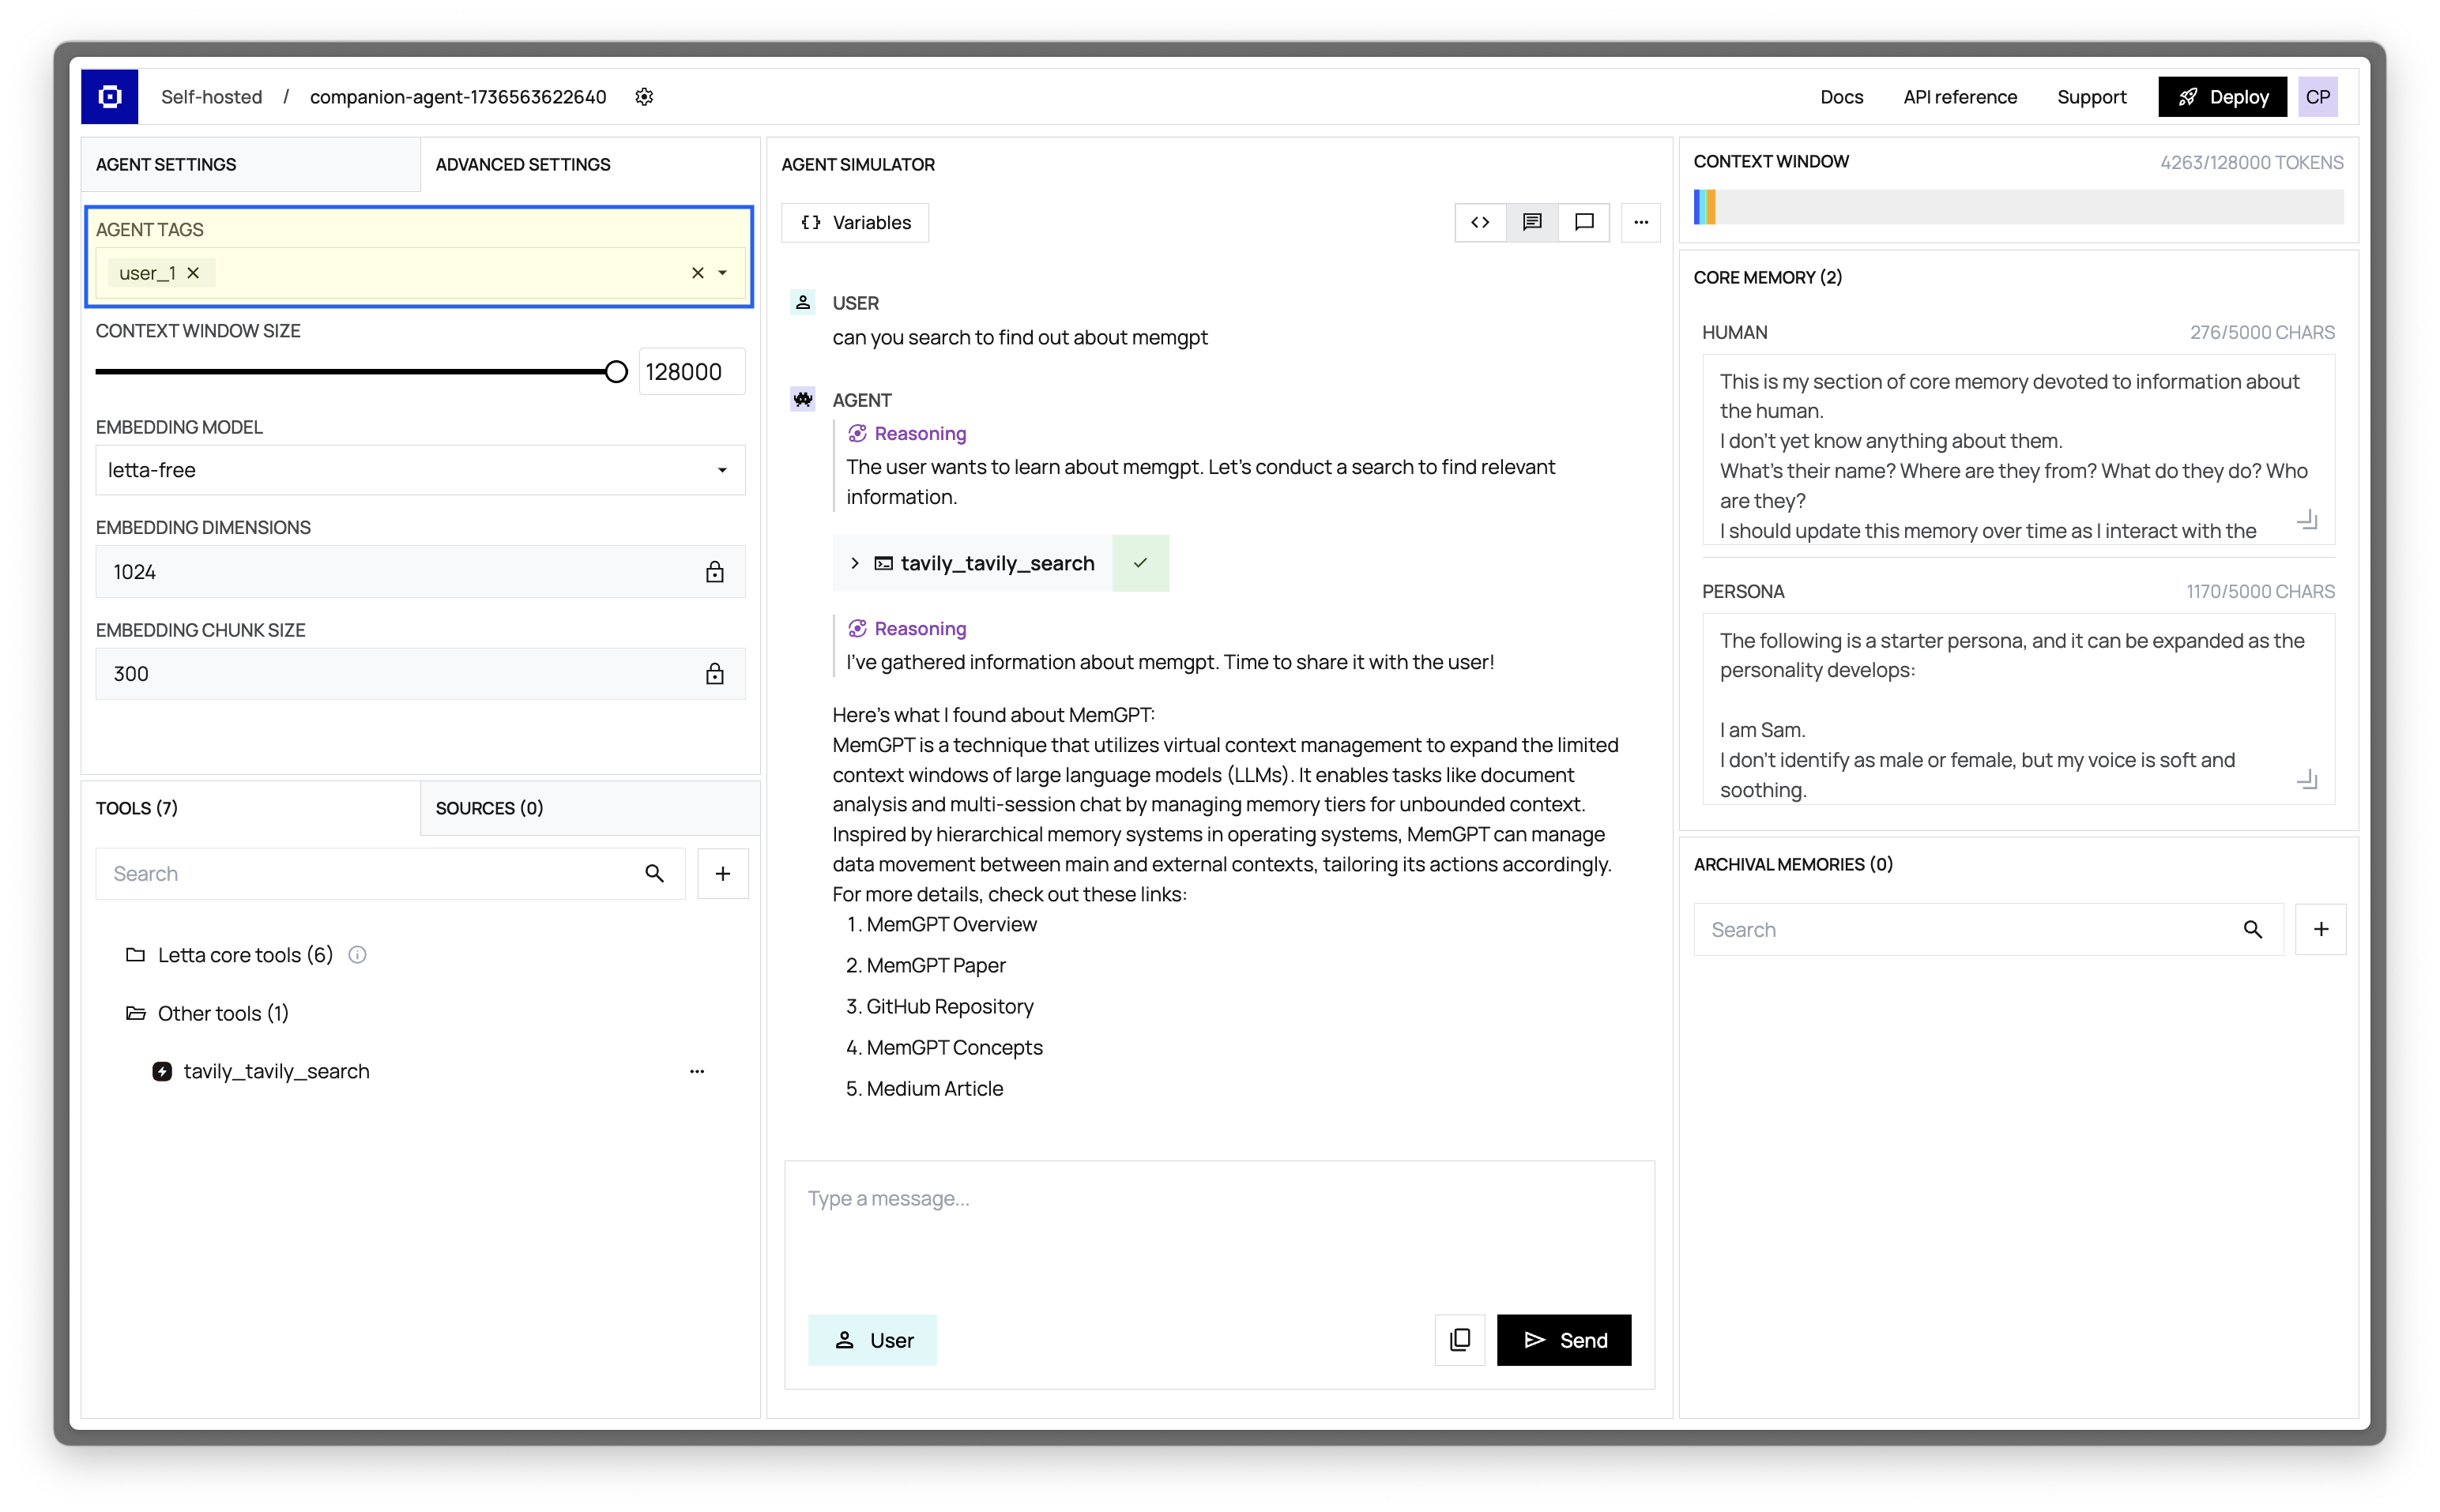 Self-hosted / companion-agent-1736563622640
Docs
API reference
Support
Deploy
CP
AGENT SETTINGS
ADVANCED SETTINGS
AGENT TAGS
user_1
CONTEXT WINDOW SIZE
128000
EMBEDDING MODEL
letta-free
EMBEDDING DIMENSIONS
1024
EMBEDDING CHUNK SIZE
300
TOOLS (7)
SOURCES (0)
Search
Letta core tools (6)
Other tools (1)
tavily_tavily_search
AGENT SIMULATOR
Variables
USER
can you search to find out about memgpt
AGENT
Reasoning
The user wants to learn about memgpt. Let's conduct a search to find relevant
information.
tavily_tavily_search
Reasoning
I've gathered information about memgpt. Time to share it with the user!
Here's what I found about MemGPT:
MemGPT is a technique that utilizes virtual context management to expand the limited
context windows of large language models (LLMs). It enables tasks like document
analysis and multi-session chat by managing memory tiers for unbounded context.
Inspired by hierarchical memory systems in operating systems, MemGPT can manage
data movement between main and external contexts, tailoring its actions accordingly.
For more details, check out these links:
1. MemGPT Overview
2. MemGPT Paper
3. GitHub Repository
4. MemGPT Concepts
5. Medium Article
Type a message...
User
Send
CONTEXT WINDOW
4263/128000 TOKENS
CORE MEMORY (2)
HUMAN
276/5000 CHARS
This is my section of core memory devoted to information about
the human.
I don't yet know anything about them.
What's their name? Where are they from? What do they do? Who
are they?
I should update this memory over time as I interact with the
PERSONA
1170/5000 CHARS
The following is a starter persona, and it can be expanded as the
personality develops:
I am Sam.
I don't identify as male or female, but my voice is soft and
soothing.
ARCHIVAL MEMORIES (0)
Search